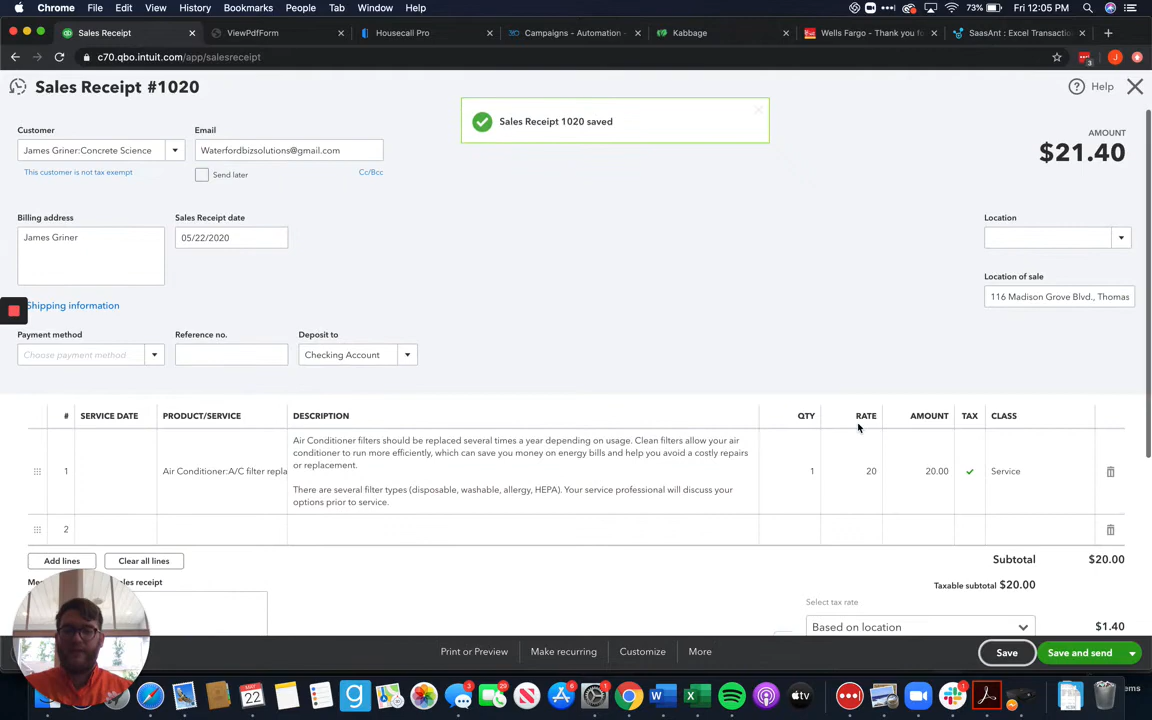 Chrome File Edit View History Bookmarks People Tab Window Help 73% Fri 12:05 PM
Sales Receipt ViewPdfForm Housecall Pro Campaigns - Automation - Kabbage Wells Fargo - Thank you f SaasAnt : Excel Transactio
c70.qbo.intuit.com/app/salesreceipt
Sales Receipt #1020
Help
Sales Receipt 1020 saved
Customer
Email
AMOUNT
James Griner:Concrete Science
Waterfordbizsolutions@gmail.com
$21.40
This customer is not tax exempt
Send later
Cc/Bcc
Billing address
Sales Receipt date
Location
James Griner
05/22/2020
Location of sale
116 Madison Grove Blvd., Thomas
Shipping information
Payment method
Reference no.
Deposit to
Choose payment method
Checking Account
# SERVICE DATE PRODUCT/SERVICE DESCRIPTION QTY RATE AMOUNT TAX CLASS
Air Conditioner filters should be replaced several times a year depending on usage. Clean filters allow your air
conditioner to run more efficiently, which can save you money on energy bills and help you avoid a costly repairs
or replacement.
1 Air Conditioner:A/C filter repla 1 20 20.00 Service
There are several filter types (disposable, washable, allergy, HEPA). Your service professional will discuss your
options prior to service.
2
Add lines
Clear all lines
Subtotal $20.00
sales receipt
Taxable subtotal $20.00
Select tax rate
Based on location
$1.40
Print or Preview
Make recurring
Customize
More
Save
Save and send
MAY
22